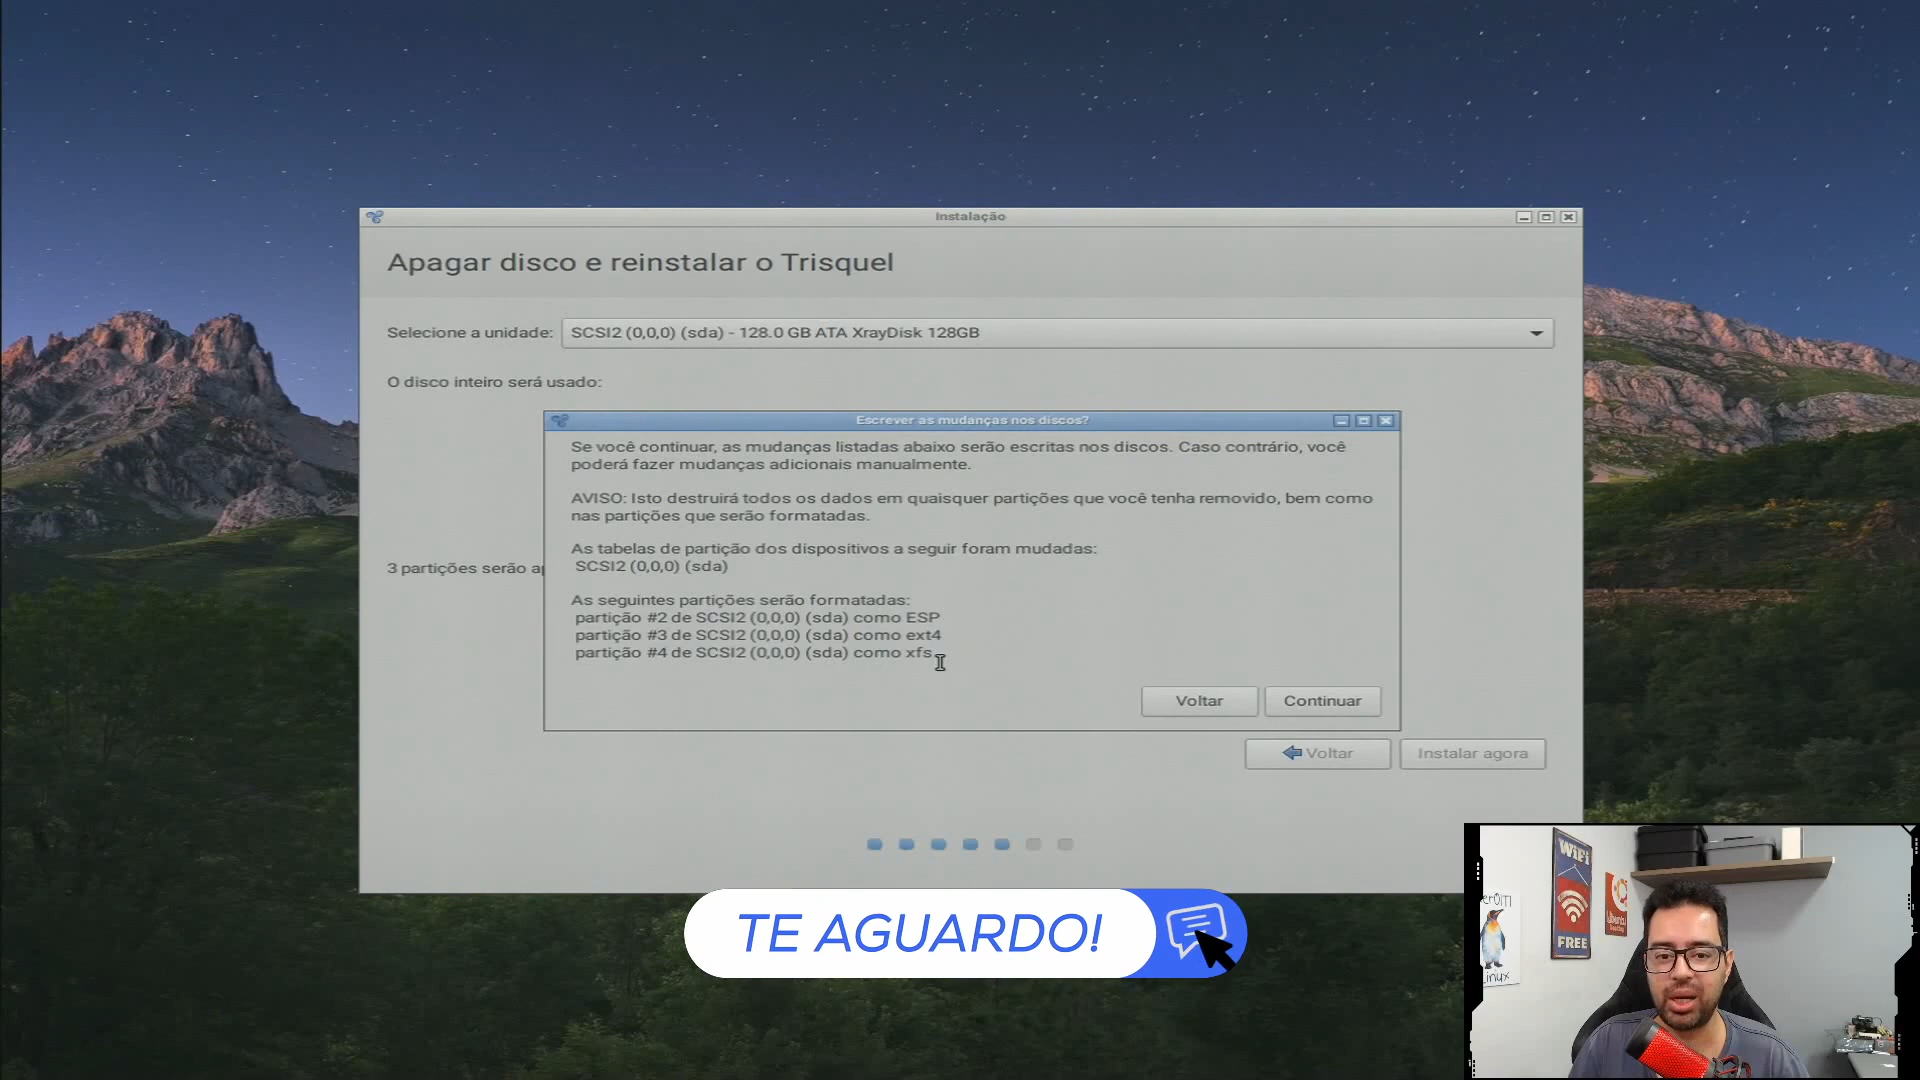 Instalação
Apagar disco e reinstalar o Trisquel
Selecione a unidade: SCSI2 (0,0,0) (sda) - 128.0 GB ATA XrayDisk 128GB
O disco inteiro será usado:
Escrever as mudanças nos discos?
Se você continuar, as mudanças listadas abaixo serão escritas nos discos. Caso contrário, você
poderá fazer mudanças adicionais manualmente.
AVISO: Isto destruirá todos os dados em quaisquer partições que você tenha removido, bem como
nas partições que serão formatadas.
As tabelas de partição dos dispositivos a seguir foram mudadas:
SCSI2 (0,0,0) (sda)
3 partições serão
As seguintes partições serão formatadas:
partição #2 de SCSI2 (0,0,0) (sda) como ESP
partição #3 de SCSI2 (0,0,0) (sda) como ext4
partição #4 de SCSI2 (0,0,0) (sda) como xfs
Voltar Continuar
Voltar Instalar agora
TE AGUARDO!
WiFi
FREE
Ubuntu